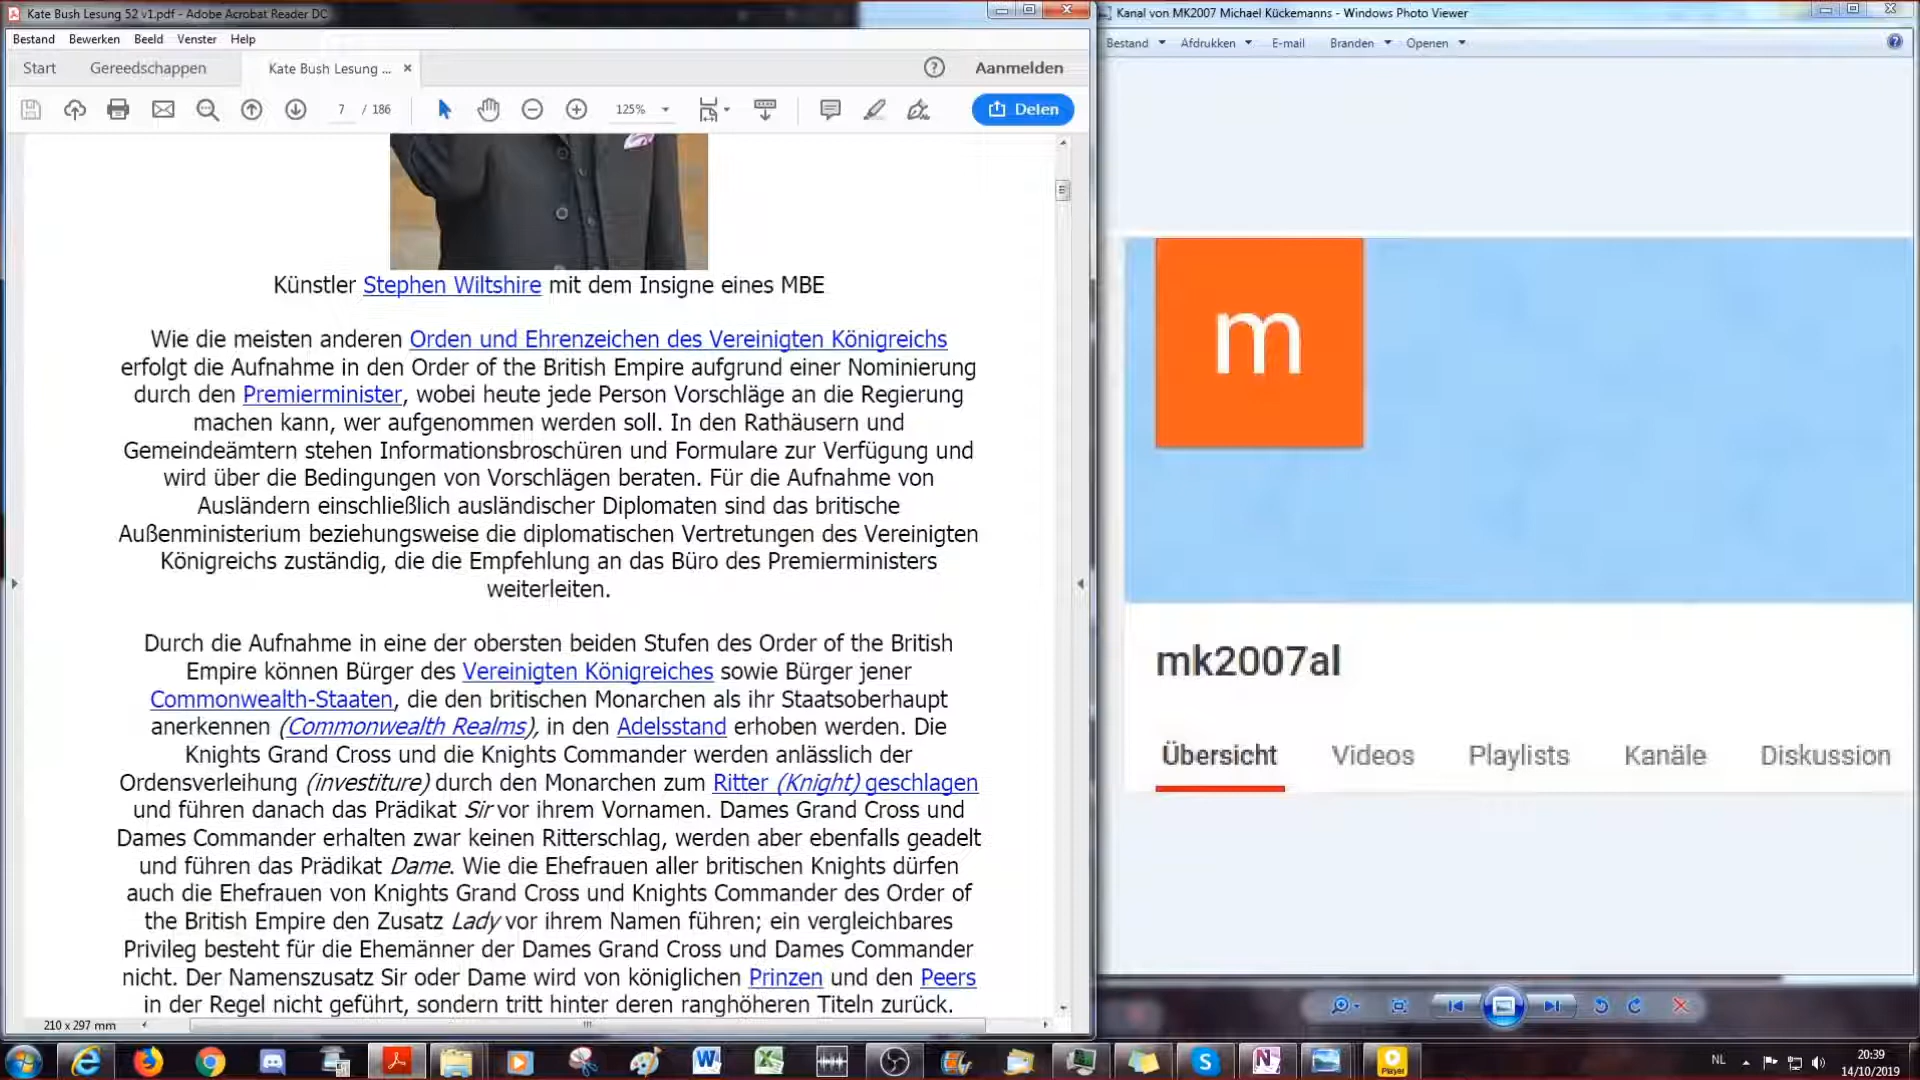 Kate Bush Lesung 52 v1.pdf - Adobe Acrobat Reader DC
Bestand Bewerken Beeld Venster Help
Start Gereedschappen Kate Bush Lesung ... × Aanmelden
7 / 186 125% Delen
Künstler Stephen Wiltshire mit dem Insigne eines MBE
Wie die meisten anderen Orden und Ehrenzeichen des Vereinigten Königreichs
erfolgt die Aufnahme in den Order of the British Empire aufgrund einer Nominierung
durch den Premierminister, wobei heute jede Person Vorschläge an die Regierung
machen kann, wer aufgenommen werden soll. In den Rathäusern und
Gemeindeämtern stehen Informationsbroschüren und Formulare zur Verfügung und
wird über die Bedingungen von Vorschlägen beraten. Für die Aufnahme von
Ausländern einschließlich ausländischer Diplomaten sind das britische
Außenministerium beziehungsweise die diplomatischen Vertretungen des Vereinigten
Königreichs zuständig, die die Empfehlung an das Büro des Premierministers
weiterleiten.
Durch die Aufnahme in eine der obersten beiden Stufen des Order of the British
Empire können Bürger des Vereinigten Königreiches sowie Bürger jener
Commonwealth-Staaten, die den britischen Monarchen als ihr Staatsoberhaupt
anerkennen (Commonwealth Realms), in den Adelsstand erhoben werden. Die
Knights Grand Cross und die Knights Commander werden anlässlich der
Ordensverleihung (investiture) durch den Monarchen zum Ritter (Knight) geschlagen
und führen danach das Prädikat Sir vor ihrem Vornamen. Dames Grand Cross und
Dames Commander erhalten zwar keinen Ritterschlag, werden aber ebenfalls geadelt
und führen das Prädikat Dame. Wie die Ehefrauen aller britischen Knights dürfen
auch die Ehefrauen von Knights Grand Cross und Knights Commander des Order of
the British Empire den Zusatz Lady vor ihrem Namen führen; ein vergleichbares
Privileg besteht für die Ehemänner der Dames Grand Cross und Dames Commander
nicht. Der Namenszusatz Sir oder Dame wird von königlichen Prinzen und den Peers
in der Regel nicht geführt, sondern tritt hinter deren ranghöheren Titeln zurück.
210 x 297 mm
Kanal von MK2007 Michael Kückemanns - Windows Photo Viewer
Bestand Afdrukken E-mail Branden Openen
m
mk2007al
Übersicht Videos Playlists Kanäle Diskussion
NL 20:39
14/10/2019